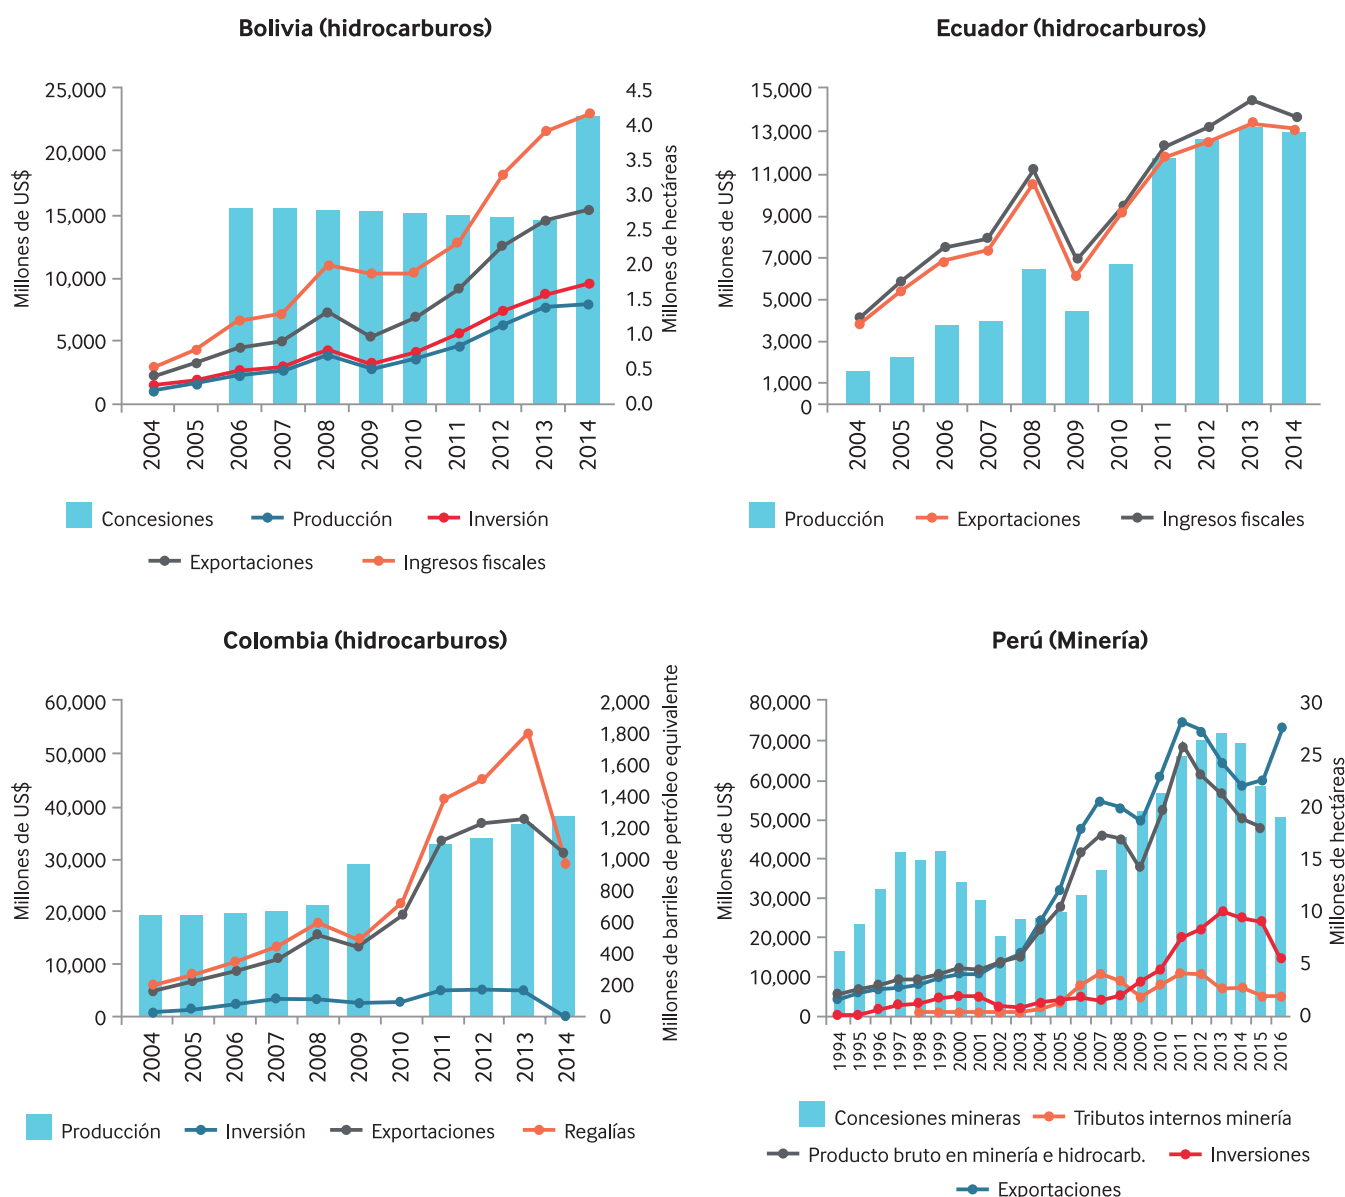 Bolivia (hidrocarburos)
25,000
20,000
15,000
10,000
5,000
0
Millones de US$
4.5
4.0
3.5
3.0
2.5
2.0
1.5
1.0
0.5
0.0
Millones de hectáreas
2004 2005 2006 2007 2008 2009 2010 2011 2012 2013 2014
Concesiones Producción Inversión
Exportaciones Ingresos fiscales
Ecuador (hidrocarburos)
15,000
13,000
11,000
9,000
7,000
5,000
3,000
1,000
0
Millones de US$
2004 2005 2006 2007 2008 2009 2010 2011 2012 2013 2014
Producción Exportaciones Ingresos fiscales
Colombia (hidrocarburos)
60,000
50,000
40,000
30,000
20,000
10,000
0
Millones de US$
2,000
1,800
1,600
1,400
1,200
1,000
800
600
400
200
0
Millones de barriles de petróleo equivalente
2004 2005 2006 2007 2008 2009 2010 2011 2012 2013 2014
Producción Inversión Exportaciones Regalías
Perú (Minería)
80,000
70,000
60,000
50,000
40,000
30,000
20,000
10,000
0
Millones de US$
30
25
20
15
10
5
0
Millones de hectáreas
1994 1995 1996 1997 1998 1999 2000 2001 2002 2003 2004 2005 2006 2007 2008 2009 2010 2011 2012 2013 2014 2015 2016
Concesiones mineras Tributos internos minería
Producto bruto en minería e hidrocarb. Inversiones
Exportaciones